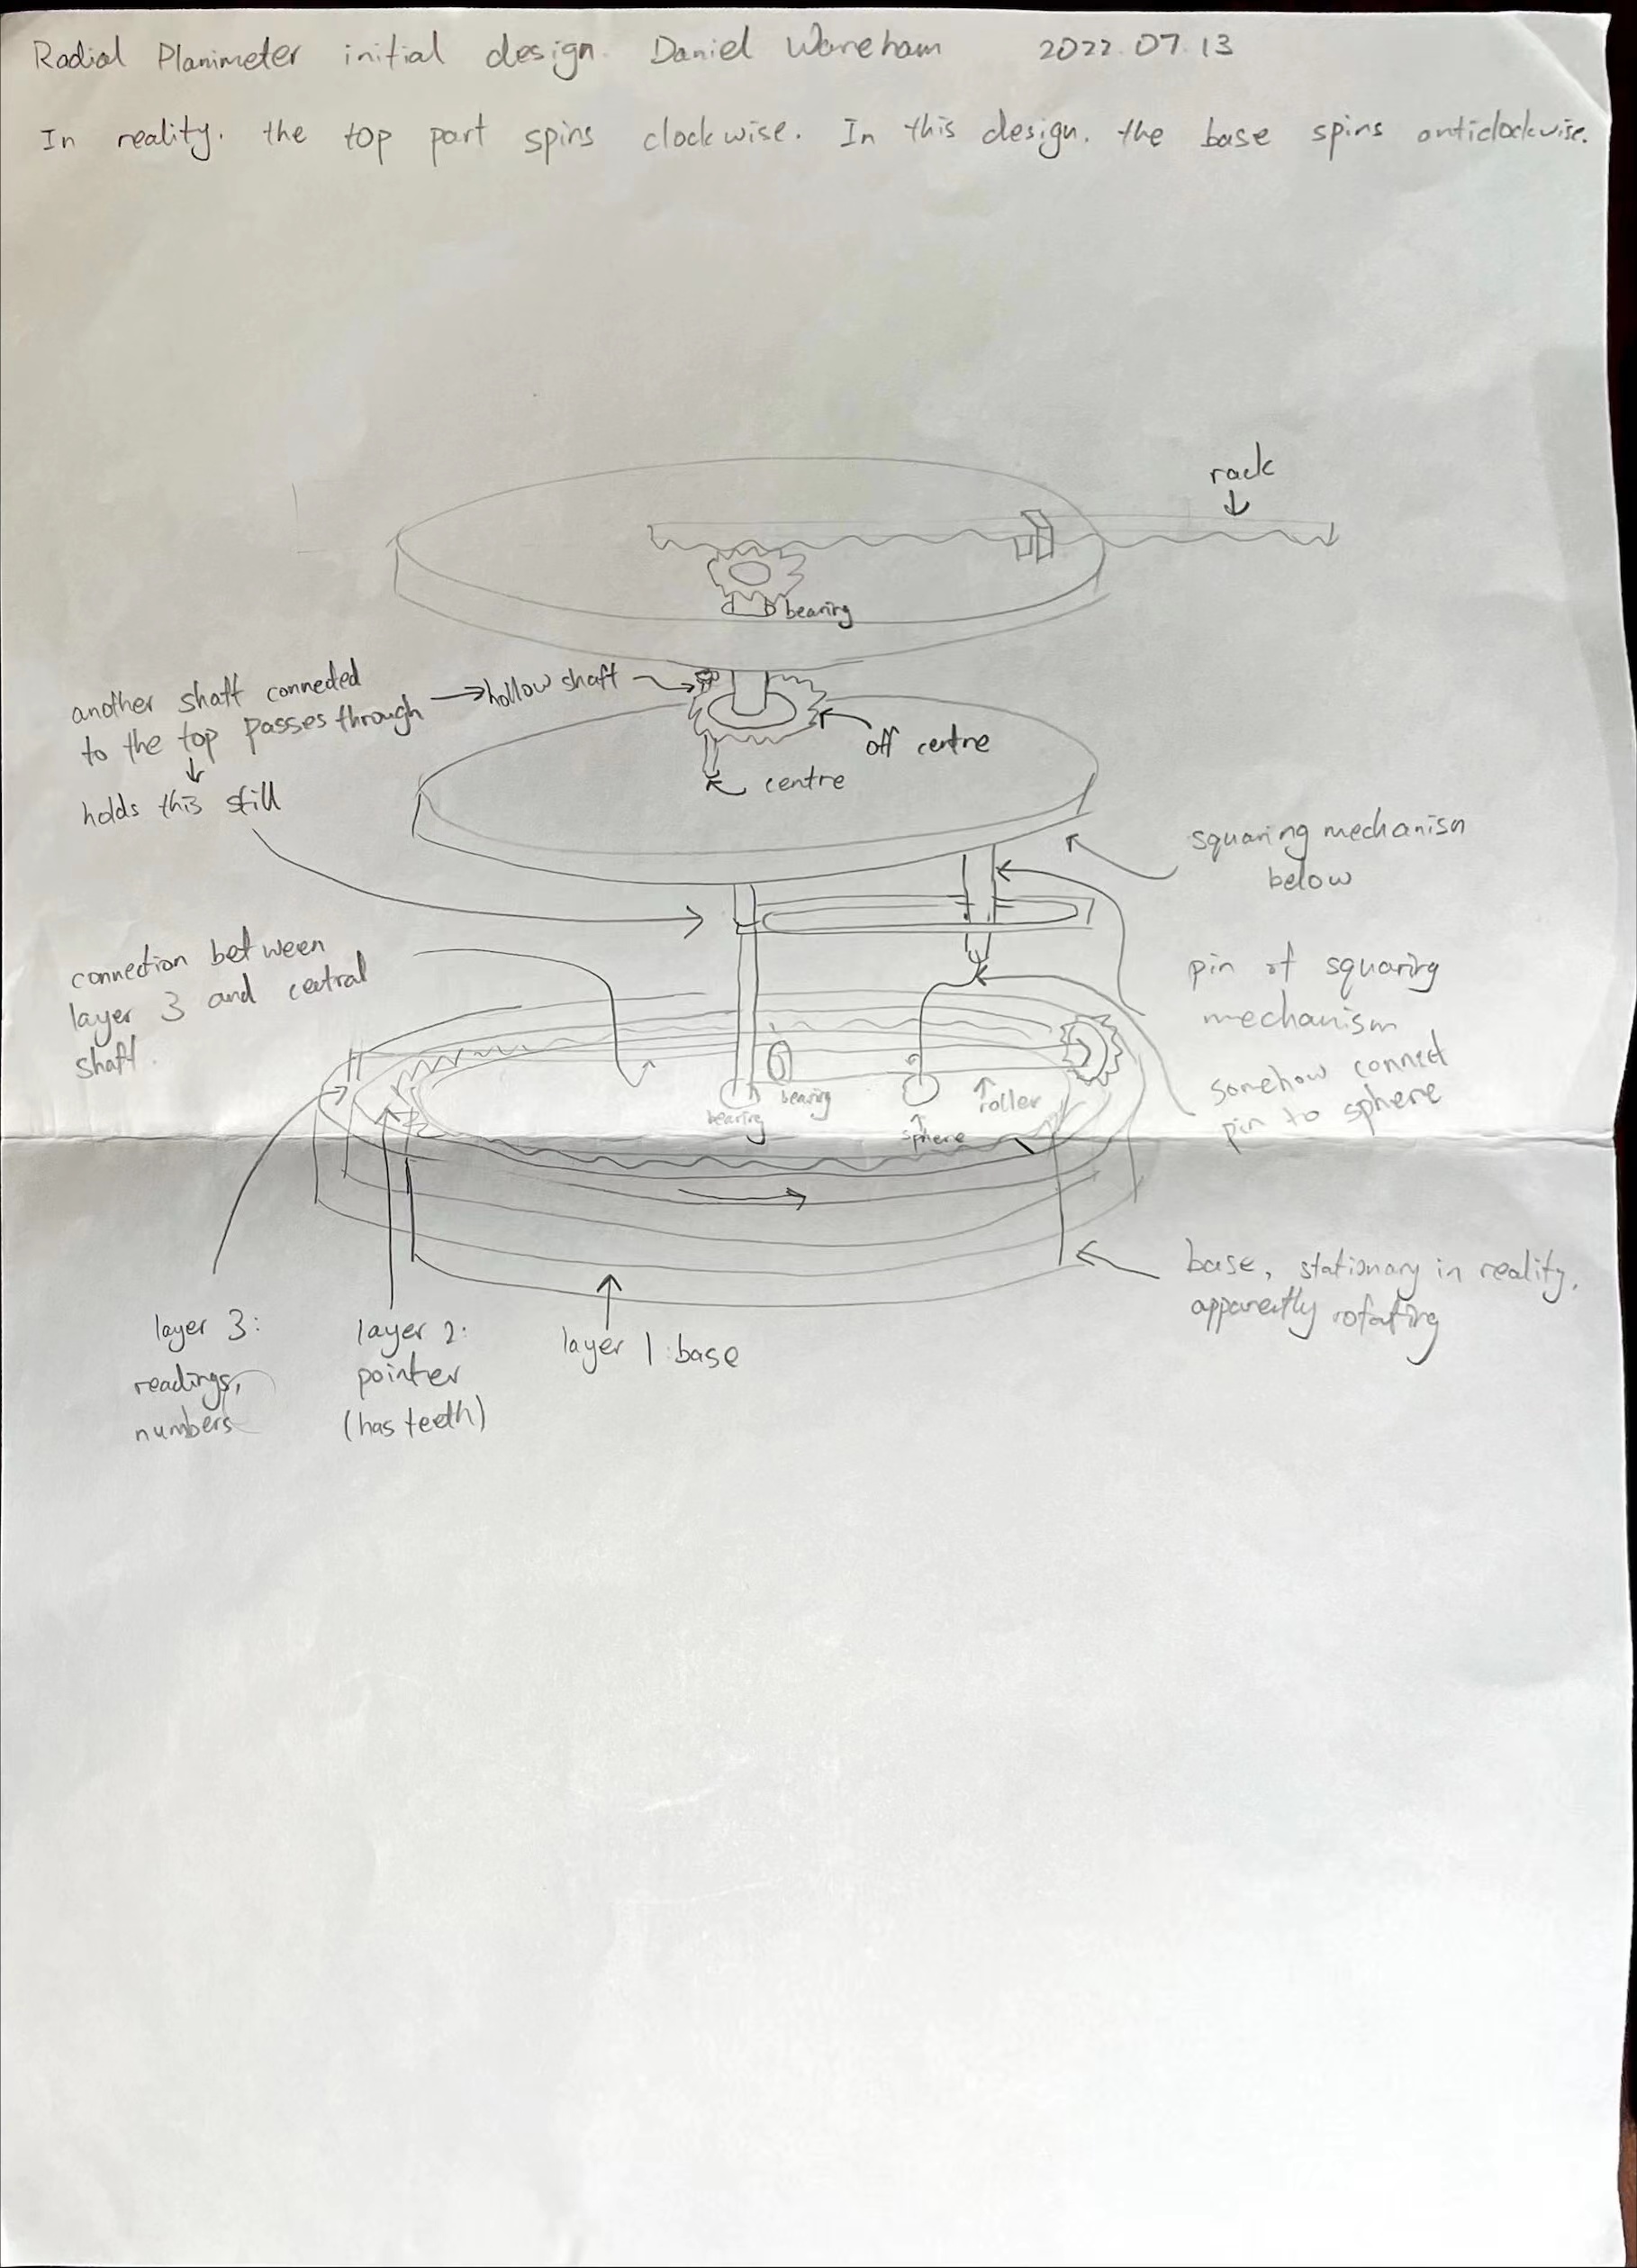 Radial Planimeter initial design. Daniel Wareham 2022.07.13
In reality, the top part spins clockwise. In this design, the base spins anticlockwise.
rack
bearing
another shaft conneded
to the top passes through
hollow shaft
holds this still
off centre
centre
squaring mechanism
below
connection between
layer 3 and central
shaft.
pin of squaring
mechanism
somehow connect
pin to sphere
bearing
bearing
sphere
roller
base, stationary in reality,
apparently rotating
layer 3:
readings,
numbers
layer 2:
pointer
(has teeth)
layer 1: base